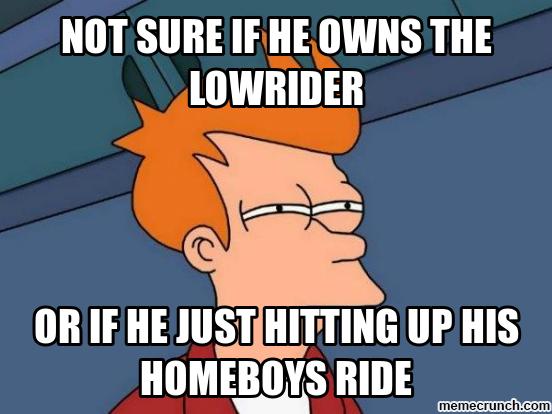 NOT SURE IF HE OWNS THE
LOWRIDER
OR IF HE JUST HITTING UP HIS
HOMEBOYS RIDE
memecrunch.com